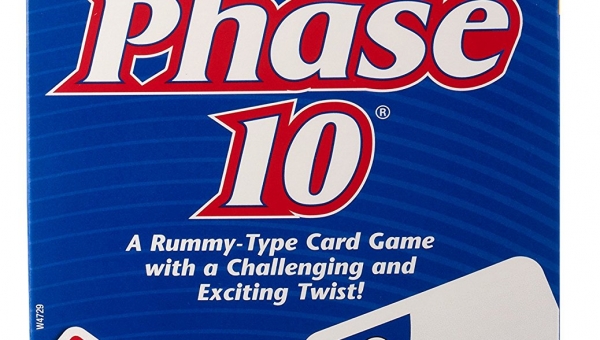 Phase
10®
A Rummy-Type Card Game
with a Challenging and
Exciting Twist!
W4729